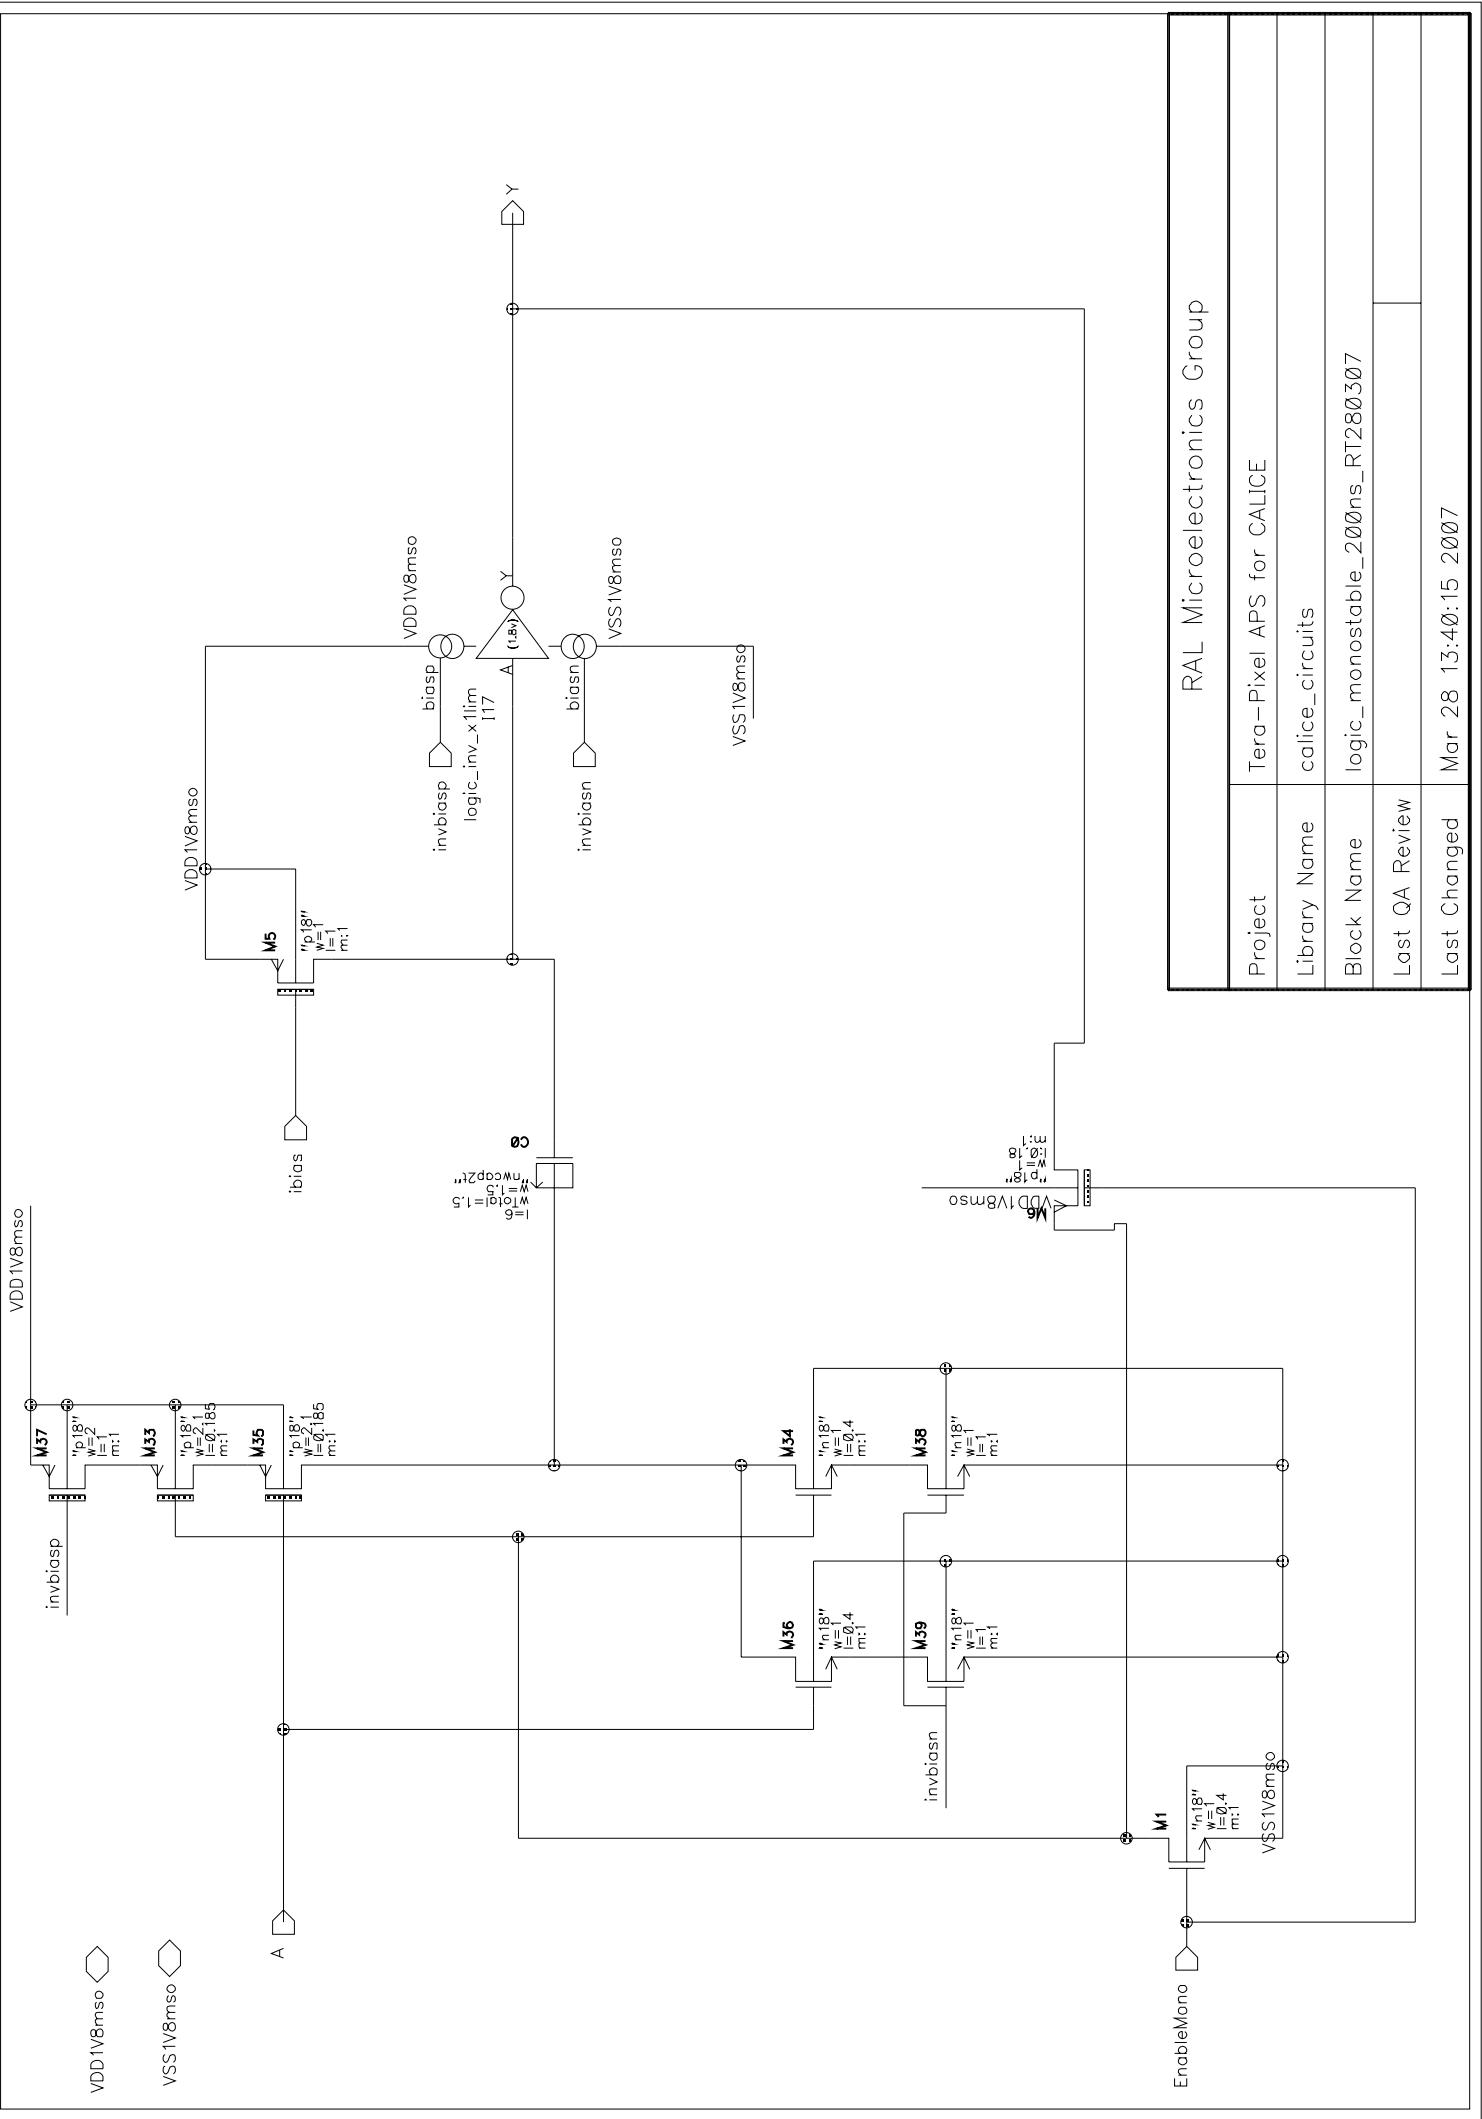 VDD1V8mso
VSS1V8mso
A
EnableMono
invbiasp
VDD1V8mso
M37
"p18"
w=2
l=1
m:1
M33
"p18"
w=2.1
l=0.185
m:1
M35
"p18"
w=2.1
l=0.185
m:1
M36
"n18"
w=1
l=0.4
m:1
M34
"n18"
w=1
l=0.4
m:1
M39
"n18"
w=1
l=1
m:1
M38
"n18"
w=1
l=1
m:1
invbiasn
M1
"n18"
w=1
l=0.4
m:1
VSS1V8mso
C0
"nwcap2t"
w=1.5
wTotal=1.5
l=6
M6
VDD1V8mso
"p18"
w=1
l:0.18
m:1
ibias
M5
"p18"
w=1
l=1
m:1
VDD1V8mso
invbiasp
biasp
VDD1V8mso
logic_inv_x1lim
I17
A
(1.8v)
Y
invbiasn
biasn
VSS1V8mso
VSS1V8mso
Y
RAL Microelectronics Group
Project Tera-Pixel APS for CALICE
Library Name calice_circuits
Block Name logic_monostable_200ns_RT280307
Last QA Review
Last Changed Mar 28 13:40:15 2007